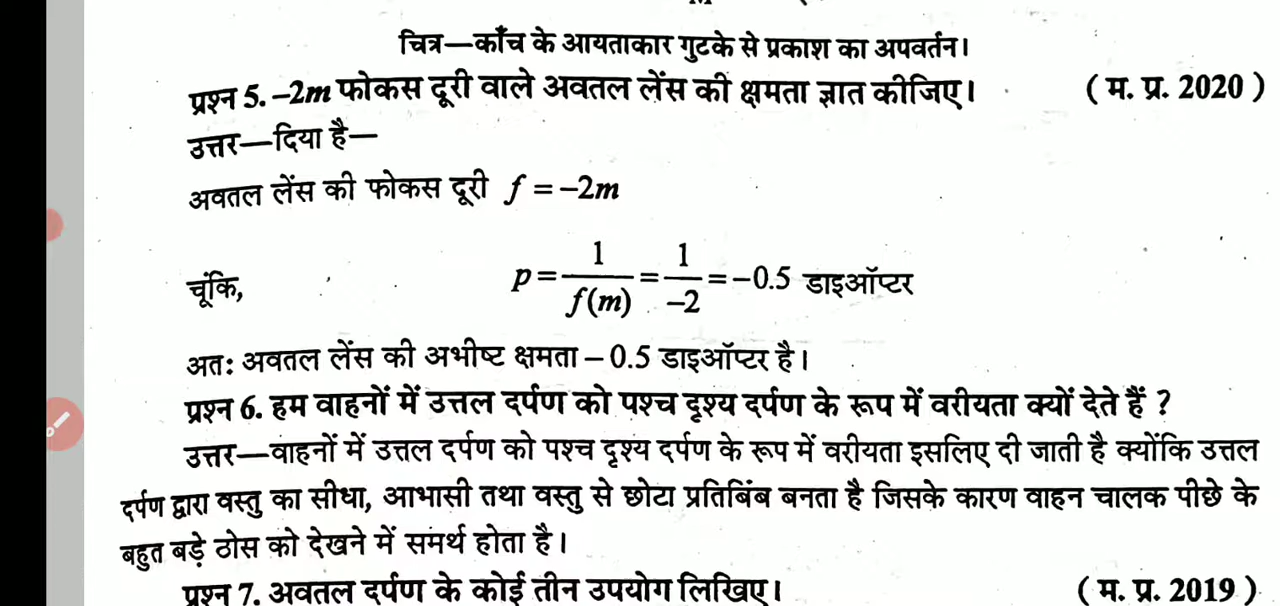 चित्र—काँच के आयताकार गुटके से प्रकाश का अपवर्तन।
प्रश्न 5. –2m फोकस दूरी वाले अवतल लेंस की क्षमता ज्ञात कीजिए। ( म. प्र. 2020 )
उत्तर—दिया है—
अवतल लेंस की फोकस दूरी f = –2m
चूंकि, p = 1/f(m) = 1/–2 = –0.5 डाइऑप्टर
अतः अवतल लेंस की अभीष्ट क्षमता – 0.5 डाइऑप्टर है।
प्रश्न 6. हम वाहनों में उत्तल दर्पण को पश्च दृश्य दर्पण के रूप में वरीयता क्यों देते हैं ?
उत्तर—वाहनों में उत्तल दर्पण को पश्च दृश्य दर्पण के रूप में वरीयता इसलिए दी जाती है क्योंकि उत्तल
दर्पण द्वारा वस्तु का सीधा, आभासी तथा वस्तु से छोटा प्रतिबिंब बनता है जिसके कारण वाहन चालक पीछे के
बहुत बड़े ठोस को देखने में समर्थ होता है।
प्रश्न 7. अवतल दर्पण के कोई तीन उपयोग लिखिए। ( म. प्र. 2019 )